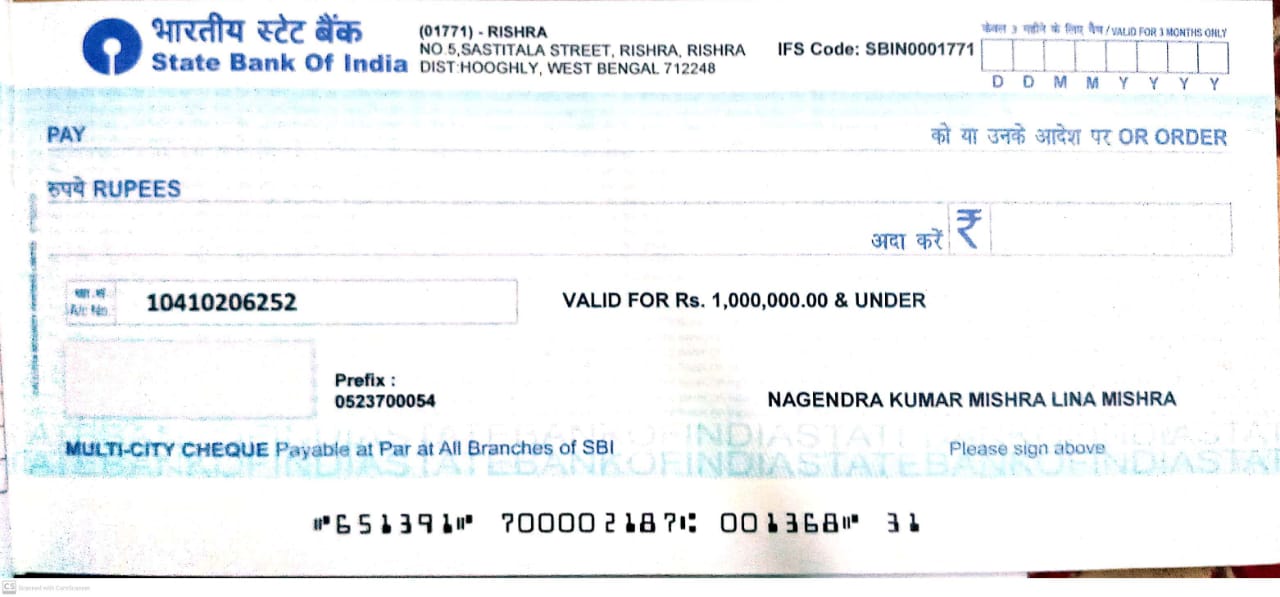 भारतीय स्टेट बैंक
State Bank Of India
(01771) - RISHRA
NO.5,SASTITALA STREET, RISHRA, RISHRA
DIST:HOOGHLY, WEST BENGAL 712248
IFS Code: SBIN0001771
केवल 3 महीने के लिए वैध / VALID FOR 3 MONTHS ONLY
D D M M Y Y Y Y
PAY
को या उनके आदेश पर OR ORDER
रुपये RUPEES
अदा करें ₹
खा.सं.
A/c No.
10410206252
VALID FOR Rs. 1,000,000.00 & UNDER
Prefix :
0523700054
NAGENDRA KUMAR MISHRA LINA MISHRA
MULTI-CITY CHEQUE Payable at Par at All Branches of SBI
Please sign above
⑈651391⑈ 700002187⑆ 001368⑈ 31
CS Scanned with CamScanner